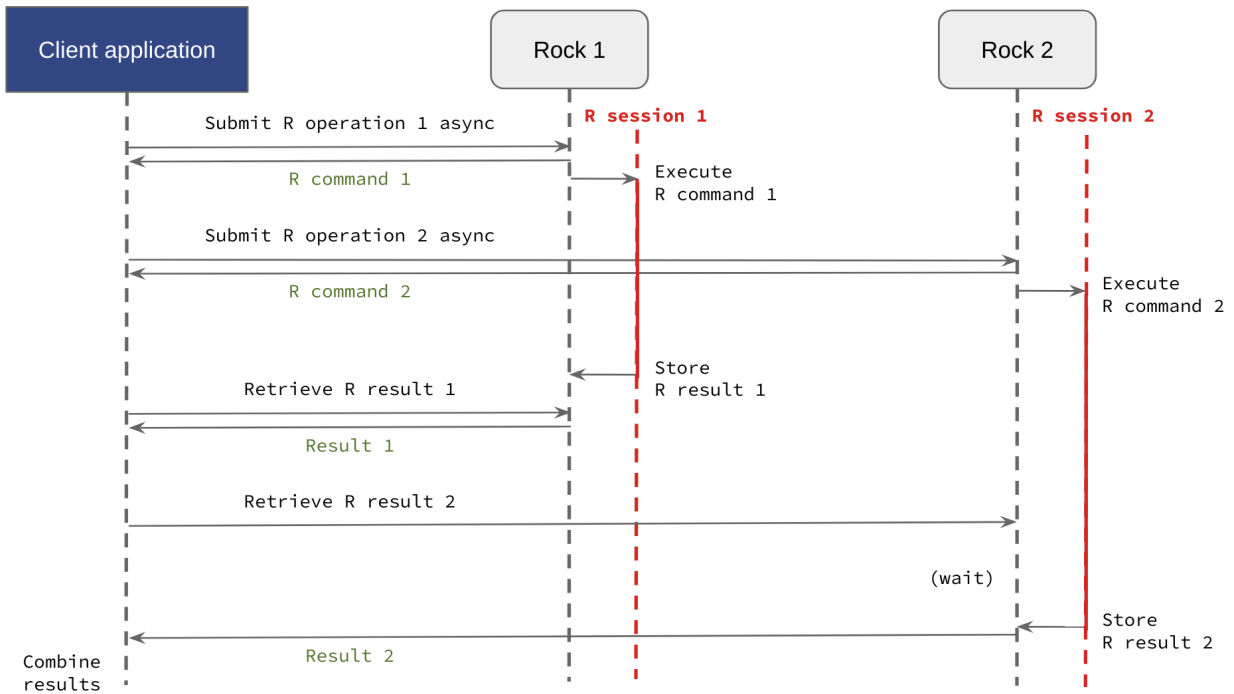 Client application
Rock 1
Rock 2
R session 1
R session 2
Submit R operation 1 async
R command 1
Execute
R command 1
Submit R operation 2 async
R command 2
Execute
R command 2
Store
R result 1
Retrieve R result 1
Result 1
Retrieve R result 2
(wait)
Store
R result 2
Result 2
Combine
results